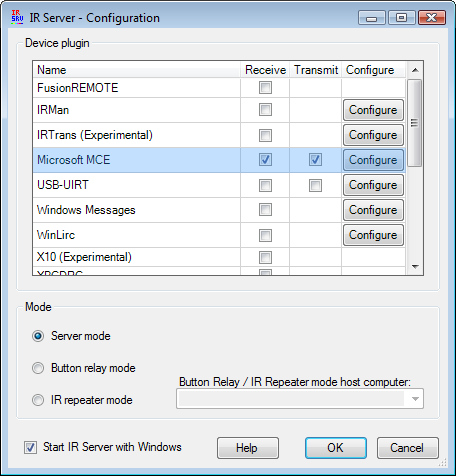 IR SRV IR Server - Configuration
Device plugin
Name Receive Transmit Configure
FusionREMOTE
IRMan Configure
IRTrans (Experimental) Configure
Microsoft MCE Configure
USB-UIRT Configure
Windows Messages Configure
WinLirc Configure
X10 (Experimental)
Mode
Server mode
Button relay mode
Button Relay / IR Repeater mode host computer:
IR repeater mode
Start IR Server with Windows Help OK Cancel